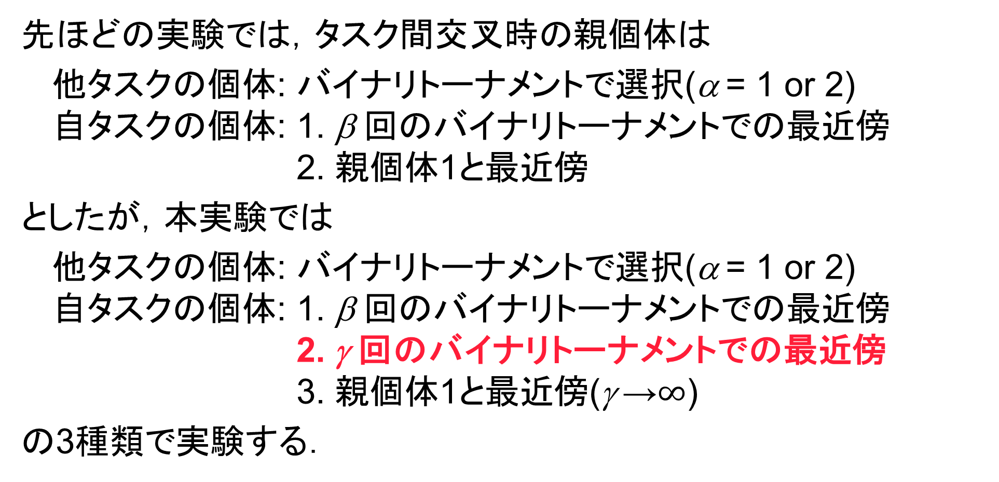 先ほどの実験では, タスク間交叉時の親個体は
他タスクの個体: バイナリトーナメントで選択(α = 1 or 2)
自タスクの個体: 1. β 回のバイナリトーナメントでの最近傍
2. 親個体1と最近傍
としたが, 本実験では
他タスクの個体: バイナリトーナメントで選択(α = 1 or 2)
自タスクの個体: 1. β 回のバイナリトーナメントでの最近傍
2. γ 回のバイナリトーナメントでの最近傍
3. 親個体1と最近傍(γ→∞)
の3種類で実験する.